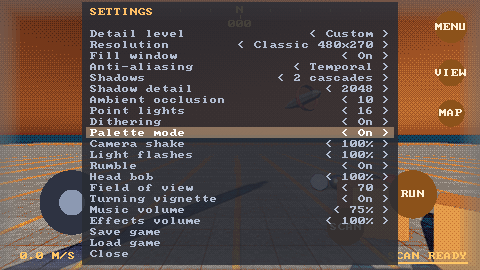 SETTINGS
N
000
Detail level < Custom >
Resolution < Classic 480x270 >
Fill window < On >
Anti-aliasing < Temporal >
Shadows < 2 cascades >
Shadow detail < 2048 >
Ambient occlusion < 10 >
Point lights < 16 >
Dithering < On >
Palette mode < On >
Camera shake < 100% >
Light flashes < 100% >
Rumble < On >
Head bob < 100% >
Field of view < 70 >
Turning vignette < On >
Music volume < 75% >
Effects volume < 100% >
Save game
Load game
Close
MENU
VIEW
MAP
RUN
SCAN
0.0 M/S
CAN READY